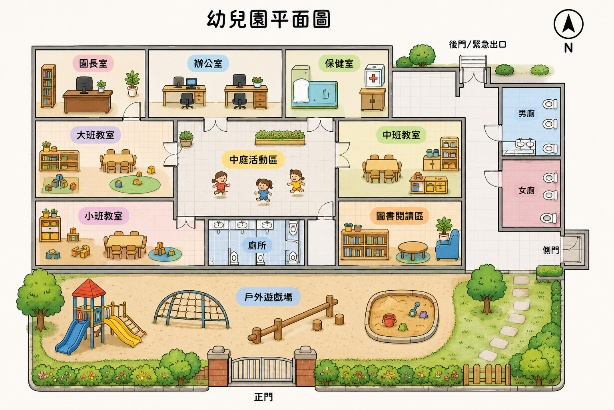 幼兒園平面圖
N
後門/緊急出口
園長室
辦公室
保健室
男廁
大班教室
中庭活動區
中班教室
女廁
小班教室
廁所
圖書閱讀區
側門
戶外遊戲場
正門